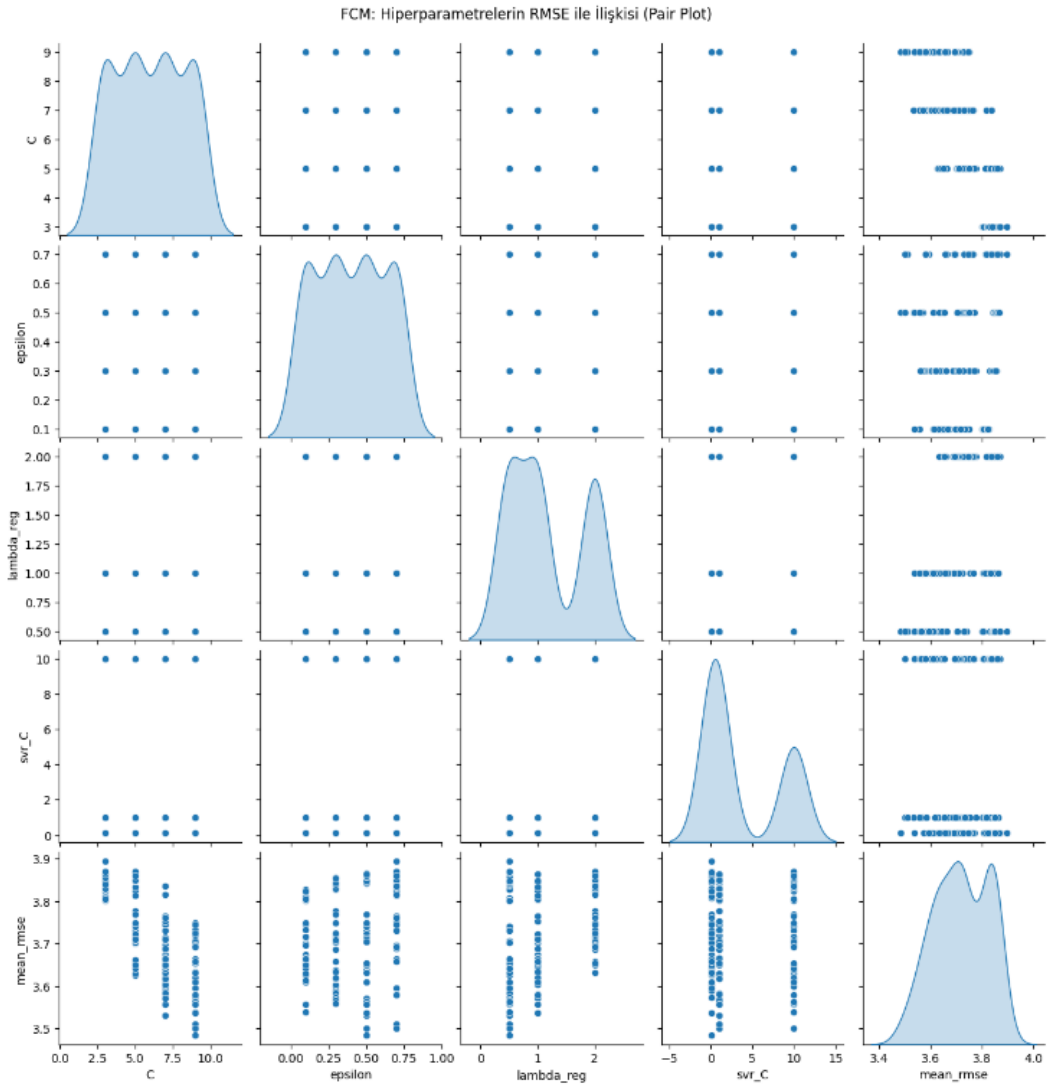 FCM: Hiperparametrelerin RMSE ile İlişkisi (Pair Plot)
9
8
7
6
5
4
3
C
0.7
0.6
0.5
0.4
0.3
0.2
0.1
epsilon
2.00
1.75
1.50
1.25
1.00
0.75
0.50
lambda_reg
10
8
6
4
2
0
svr_C
3.9
3.8
3.7
3.6
3.5
mean_rmse
0.0 2.5 5.0 7.5 10.0
C
0.00 0.25 0.50 0.75 1.00
epsilon
0 1 2
lambda_reg
−5 0 5 10 15
svr_C
3.4 3.6 3.8 4.0
mean_rmse